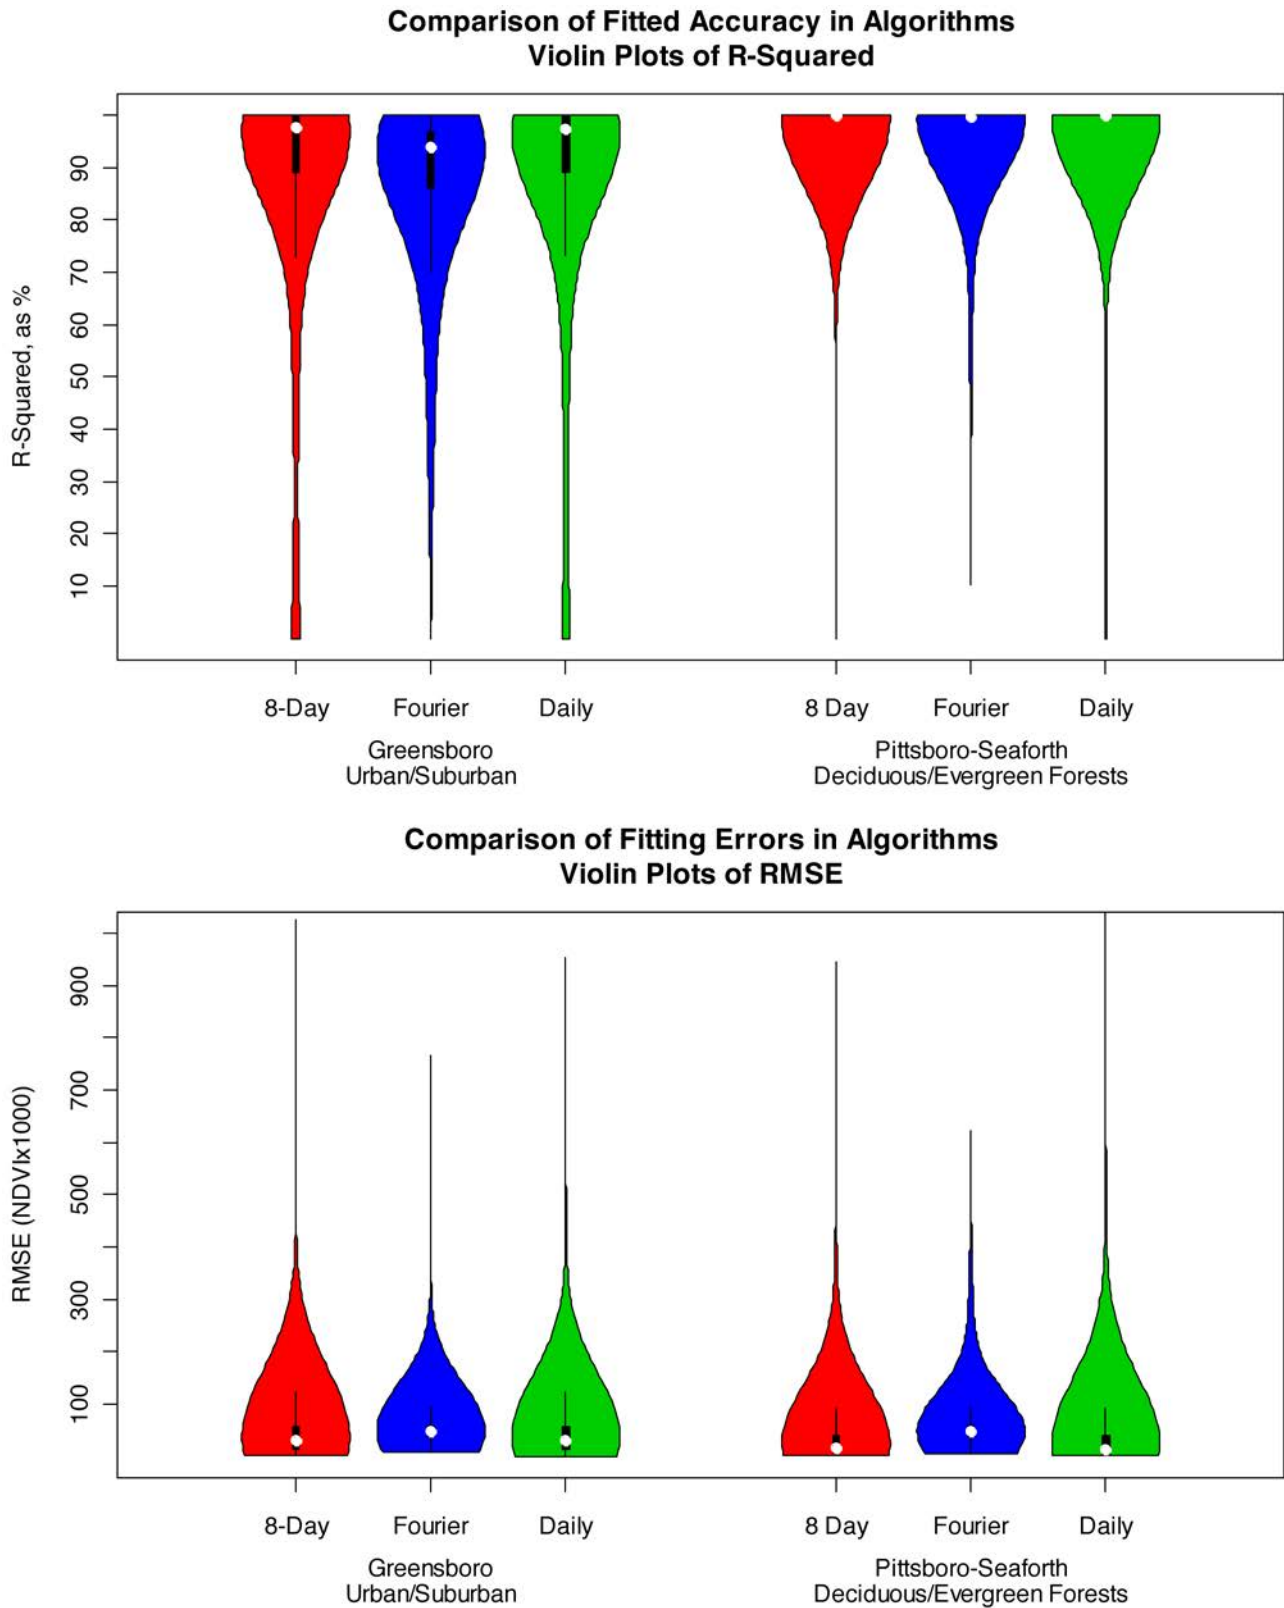 Comparison of Fitted Accuracy in Algorithms
Violin Plots of R-Squared
R-Squared, as %
90
80
70
60
50
40
30
20
10
8-Day Fourier Daily 8 Day Fourier Daily
Greensboro Pittsboro-Seaforth
Urban/Suburban Deciduous/Evergreen Forests
Comparison of Fitting Errors in Algorithms
Violin Plots of RMSE
RMSE (NDVIx1000)
900
700
500
300
100
8-Day Fourier Daily 8 Day Fourier Daily
Greensboro Pittsboro-Seaforth
Urban/Suburban Deciduous/Evergreen Forests